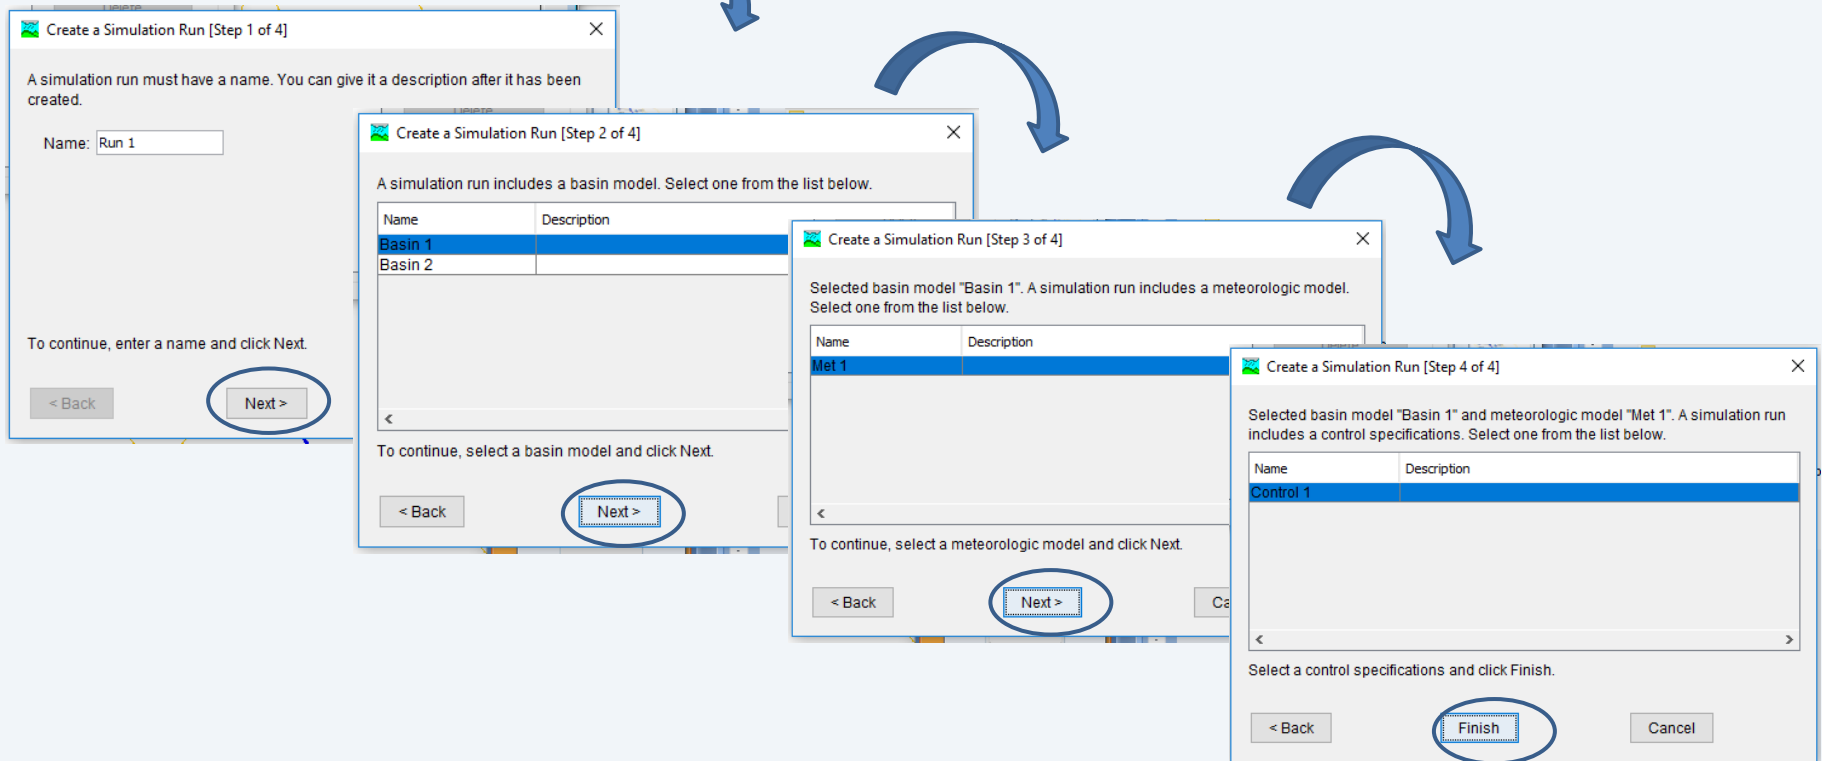 Create a Simulation Run [Step 1 of 4]
A simulation run must have a name. You can give it a description after it has been
created.
Name: Run 1
To continue, enter a name and click Next.
< Back
Next >
Create a Simulation Run [Step 2 of 4]
A simulation run includes a basin model. Select one from the list below.
Name Description
Basin 1
Basin 2
To continue, select a basin model and click Next.
< Back
Next >
Create a Simulation Run [Step 3 of 4]
Selected basin model "Basin 1". A simulation run includes a meteorologic model.
Select one from the list below.
Name Description
Met 1
To continue, select a meteorologic model and click Next.
< Back
Next >
Ca
Create a Simulation Run [Step 4 of 4]
Selected basin model "Basin 1" and meteorologic model "Met 1". A simulation run
includes a control specifications. Select one from the list below.
Name Description
Control 1
Select a control specifications and click Finish.
< Back
Finish
Cancel